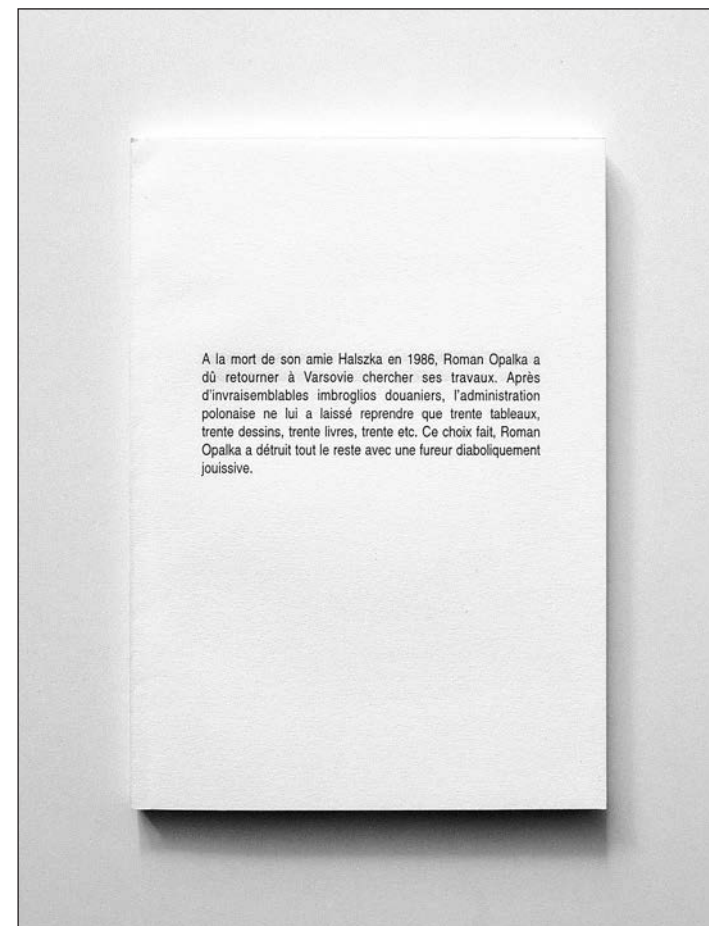 A la mort de son amie Halszka en 1986, Roman Opalka a
dû retourner à Varsovie chercher ses travaux. Après
d'invraisemblables imbroglios douaniers, l'administration
polonaise ne lui a laissé reprendre que trente tableaux,
trente dessins, trente livres, trente etc. Ce choix fait, Roman
Opalka a détruit tout le reste avec une fureur diaboliquement
jouissive.